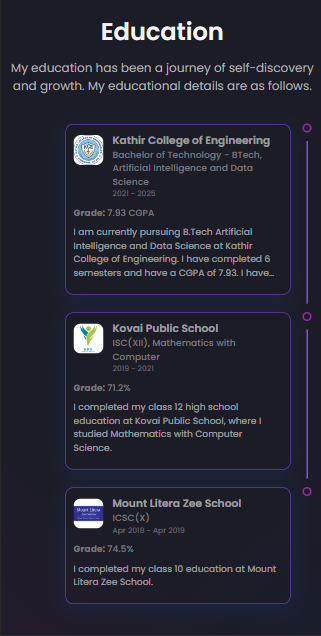 Education
My education has been a journey of self-discovery
and growth. My educational details are as follows.
Kathir College of Engineering
Bachelor of Technology - BTech,
Artificial Intelligence and Data
Science
2021 - 2025
Grade: 7.93 CGPA
I am currently pursuing B.Tech Artificial
Intelligence and Data Science at Kathir
College of Engineering. I have completed 6
semesters and have a CGPA of 7.93. I have...
Kovai Public School
ISC(XII), Mathematics with
Computer
2019 - 2021
Grade: 71.2%
I completed my class 12 high school
education at Kovai Public School, where I
studied Mathematics with Computer
Science.
Mount Litera
Mount Litera Zee School
ICSC(X)
Apr 2018 - Apr 2019
Grade: 74.5%
I completed my class 10 education at Mount
Litera Zee School.